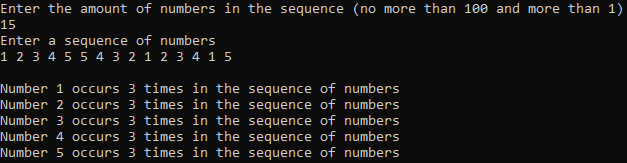 Enter the amount of numbers in the sequence (no more than 100 and more than 1)
15
Enter a sequence of numbers
1 2 3 4 5 5 4 3 2 1 2 3 4 1 5
Number 1 occurs 3 times in the sequence of numbers
Number 2 occurs 3 times in the sequence of numbers
Number 3 occurs 3 times in the sequence of numbers
Number 4 occurs 3 times in the sequence of numbers
Number 5 occurs 3 times in the sequence of numbers